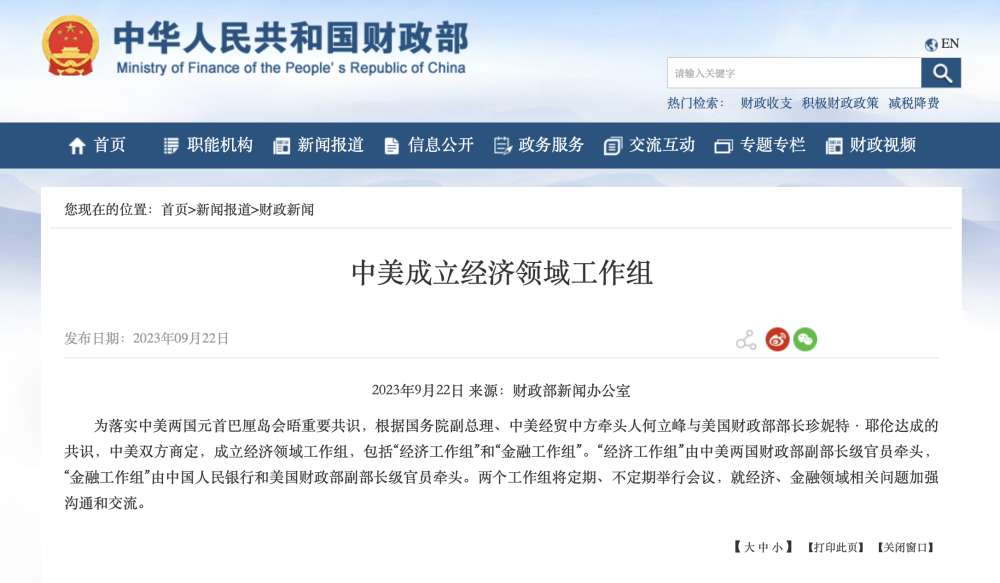 中华人民共和国财政部
Ministry of Finance of the People's Republic of China
EN
请输入关键字
热门检索： 财政收支 积极财政政策 减税降费
首页 职能机构 新闻报道 信息公开 政务服务 交流互动 专题专栏 财政视频
您现在的位置：首页>新闻报道>财政新闻
中美成立经济领域工作组
发布日期：2023年09月22日
2023年9月22日 来源：财政部新闻办公室
为落实中美两国元首巴厘岛会晤重要共识，根据国务院副总理、中美经贸中方牵头人何立峰与美国财政部部长珍妮特·耶伦达成的
共识，中美双方商定，成立经济领域工作组，包括“经济工作组”和“金融工作组”。“经济工作组”由中美两国财政部副部长级官员牵头，
“金融工作组”由中国人民银行和美国财政部副部长级官员牵头。两个工作组将定期、不定期举行会议，就经济、金融领域相关问题加强
沟通和交流。
【大 中 小】 【打印此页】 【关闭窗口】